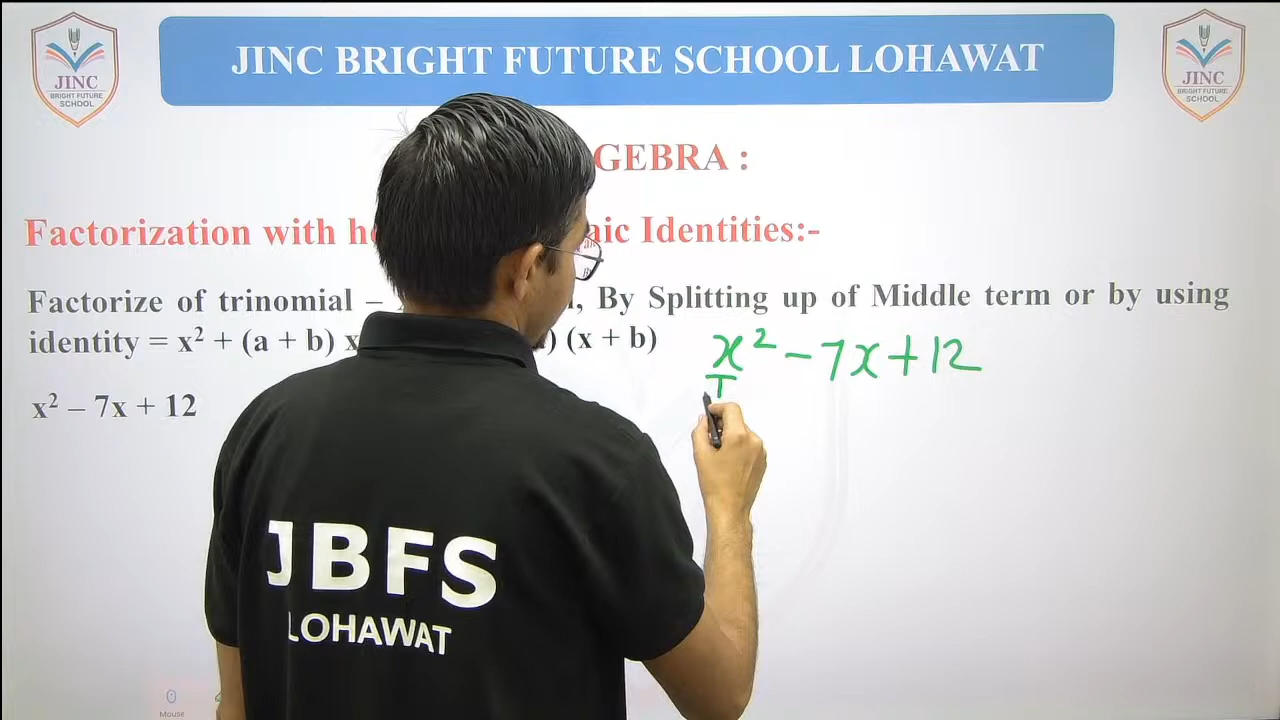 JINC BRIGHT FUTURE SCHOOL LOHAWAT
JINC
BRIGHT FUTURE
SCHOOL
JINC
BRIGHT FUTURE
SCHOOL
GEBRA :
Factorization with h aic Identities:-
Factorize of trinomial – , By Splitting up of Middle term or by using
identity = x² + (a + b) x ) (x + b)
x² – 7x + 12
x² – 7x + 12
JBFS
LOHAWAT
Mouse